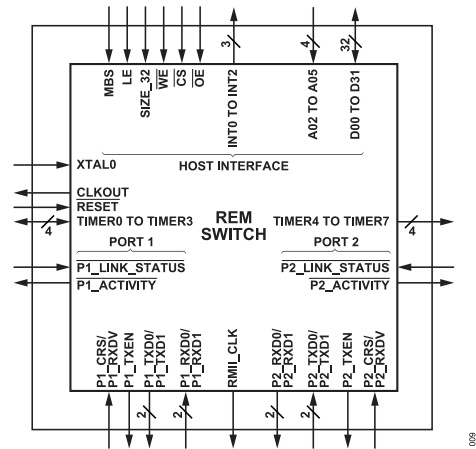 3
4
32
MBS
LE
SIZE_32
WE
CS
OE
INT0 TO INT2
A02 TO A05
D00 TO D31
XTAL0
HOST INTERFACE
CLKOUT
RESET
TIMER0 TO TIMER3
4
REM
SWITCH
TIMER4 TO TIMER7
4
PORT 1
PORT 2
P1_LINK_STATUS
P2_LINK_STATUS
P1_ACTIVITY
P2_ACTIVITY
P1_CRS/
P1_RXDV
P1_TXEN
P1_TXD0/
P1_TXD1
P1_RXD0/
P1_RXD1
RMII_CLK
P2_RXD0/
P2_RXD1
P2_TXD0/
P2_TXD1
P2_TXEN
P2_CRS/
P2_RXDV
2
2
2
2
009